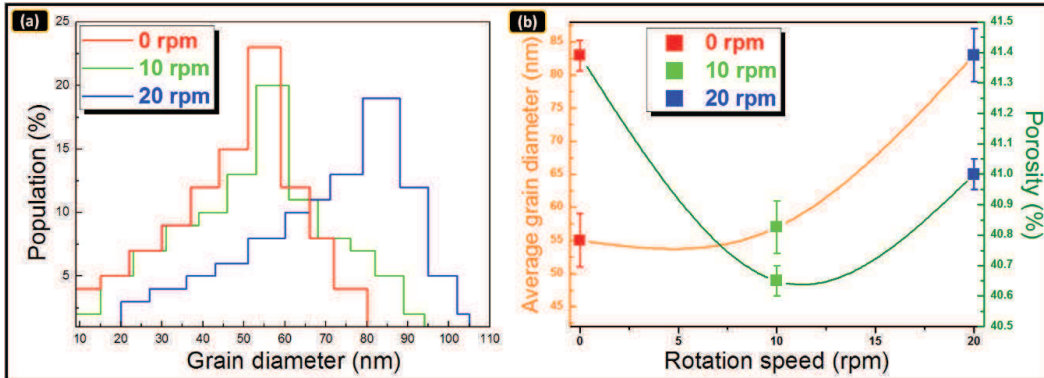 (a)
25
20
15
10
5
Population (%)
0 rpm
10 rpm
20 rpm
10 20 30 40 50 60 70 80 90 100 110
Grain diameter (nm)
(b)
85
80
75
70
65
60
55
50
45
Average grain diameter (nm)
0 rpm
10 rpm
20 rpm
0 5 10 15 20
Rotation speed (rpm)
41.5
41.4
41.3
41.2
41.1
41.0
40.9
40.8
40.7
40.6
40.5
Porosity (%)